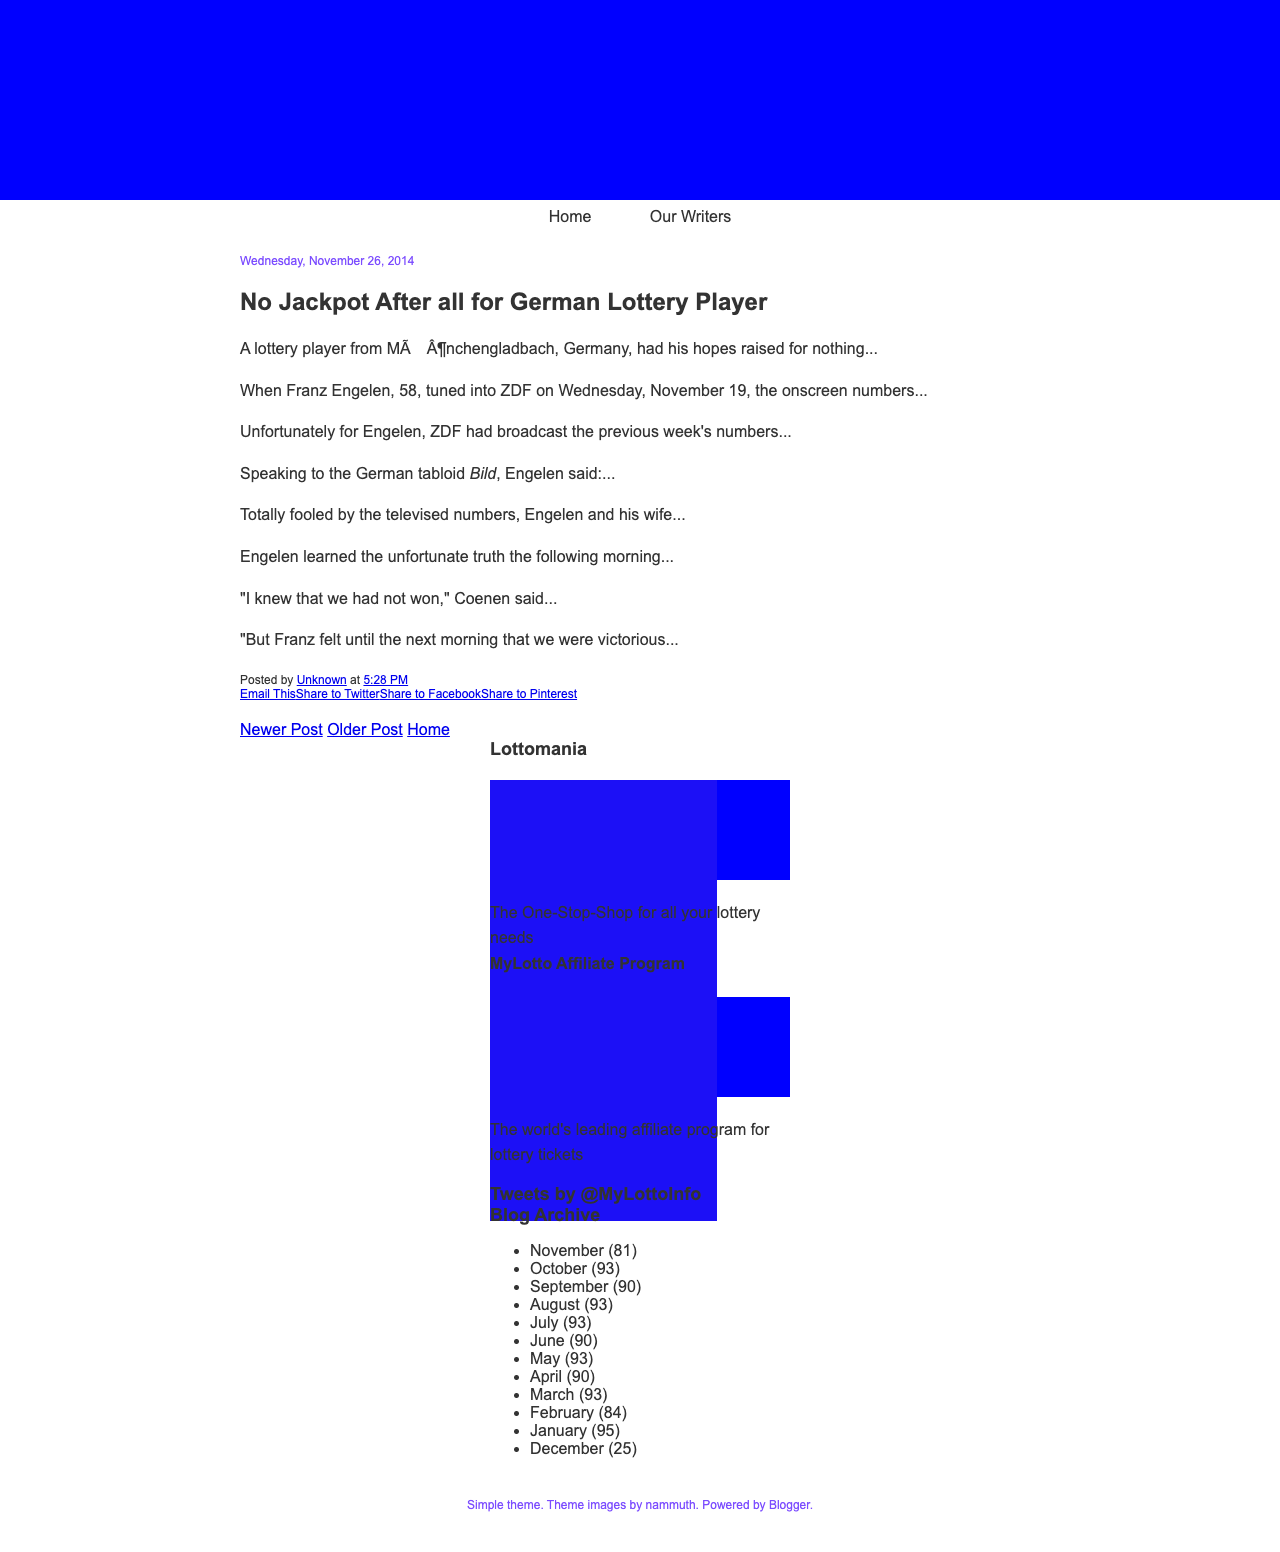 Home Our Writers
Wednesday, November 26, 2014
No Jackpot After all for German Lottery Player
A lottery player from MÃ Â¶nchengladbach, Germany, had his hopes raised for nothing...
When Franz Engelen, 58, tuned into ZDF on Wednesday, November 19, the onscreen numbers...
Unfortunately for Engelen, ZDF had broadcast the previous week's numbers...
Speaking to the German tabloid Bild, Engelen said:...
Totally fooled by the televised numbers, Engelen and his wife...
Engelen learned the unfortunate truth the following morning...
"I knew that we had not won," Coenen said...
"But Franz felt until the next morning that we were victorious...
Posted by Unknown at 5:28 PM
Email ThisShare to TwitterShare to FacebookShare to Pinterest
Newer Post Older Post Home
Lottomania
The One-Stop-Shop for all your lottery
needs
MyLotto Affiliate Program
The world's leading affiliate program for
lottery tickets
Tweets by @MyLottoInfo
Blog Archive
November (81)
October (93)
September (90)
August (93)
July (93)
June (90)
May (93)
April (90)
March (93)
February (84)
January (95)
December (25)
Simple theme. Theme images by nammuth. Powered by Blogger.